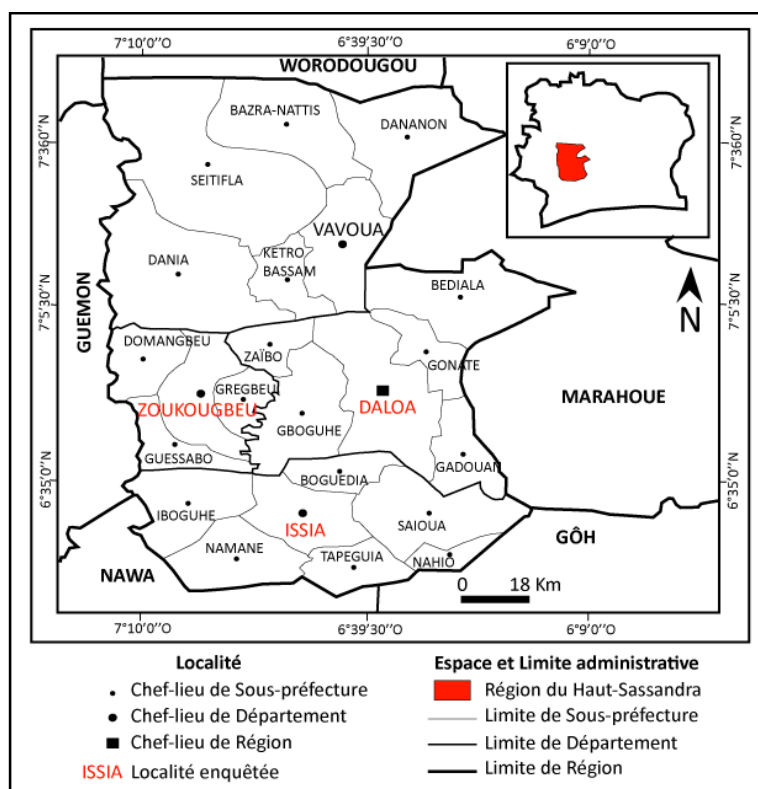 7°10'0''O
6°39'30''O
6°9'0''O
WORODOUGOU
BAZRA-NATTIS
DANANON
7°360''N
7°360''N
SEITIFLA
VAVOUA
KETRO
BASSAM
DANIA
BEDIALA
GUEMON
N
7°5'30''N
7°5'30''N
DOMANGBEU
ZAÏBO
GONATE
GREGBEU
ZOUKOUGBEU
DALOA
MARAHOUE
GBOGUHE
GUESSABO
GADOUAN
6°35'0''N
6°35'0''N
BOGUEDIA
IBOGUHE
ISSIA
SAIOUA
GÔH
NAMANE
TAPEGUIA
NAHIO
NAWA
0 18 Km
7°10'0''O
6°39'30''O
6°9'0''O
Localité
Chef-lieu de Sous-préfecture
Chef-lieu de Département
Chef-lieu de Région
ISSIA Localité enquêtée
Espace et Limite administrative
Région du Haut-Sassandra
Limite de Sous-préfecture
Limite de Département
Limite de Région